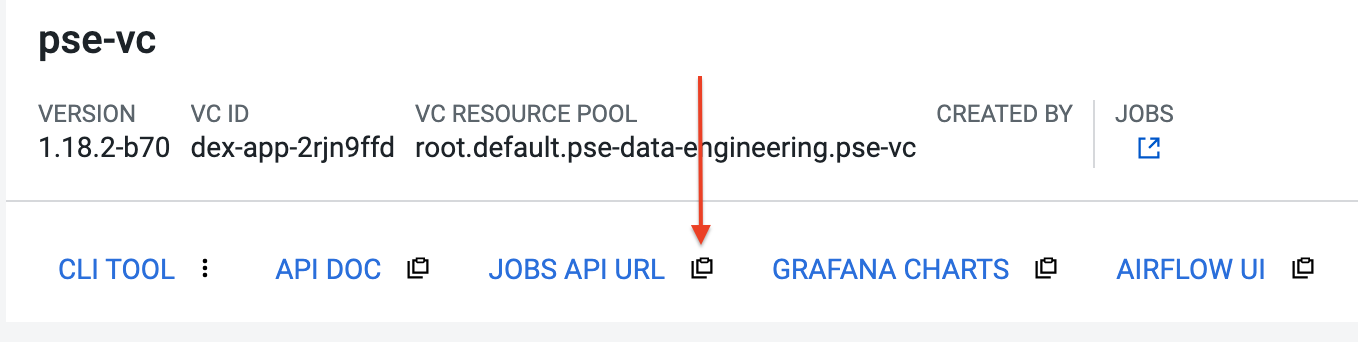 pse-vc
VERSION VC ID VC RESOURCE POOL CREATED BY JOBS
1.18.2-b70 dex-app-2rjn9ffd root.default.pse-data-engineering.pse-vc
CLI TOOL API DOC JOBS API URL GRAFANA CHARTS AIRFLOW UI